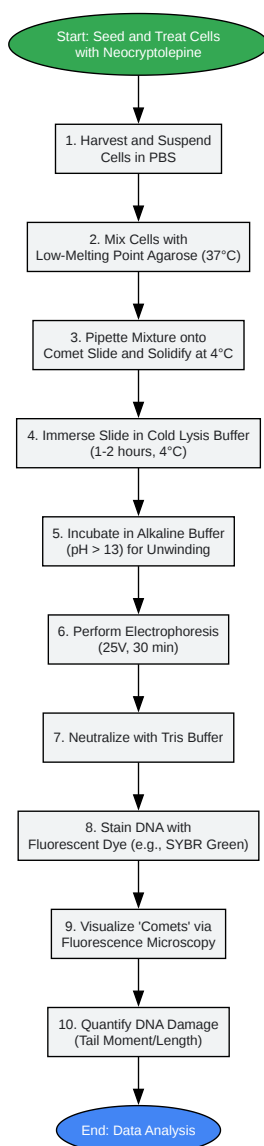 Start: Seed and Treat Cells
with Neocryptolepine
1. Harvest and Suspend
Cells in PBS
2. Mix Cells with
Low-Melting Point Agarose (37°C)
3. Pipette Mixture onto
Comet Slide and Solidify at 4°C
4. Immerse Slide in Cold Lysis Buffer
(1-2 hours, 4°C)
5. Incubate in Alkaline Buffer
(pH > 13) for Unwinding
6. Perform Electrophoresis
(25V, 30 min)
7. Neutralize with Tris Buffer
8. Stain DNA with
Fluorescent Dye (e.g., SYBR Green)
9. Visualize 'Comets' via
Fluorescence Microscopy
10. Quantify DNA Damage
(Tail Moment/Length)
End: Data Analysis